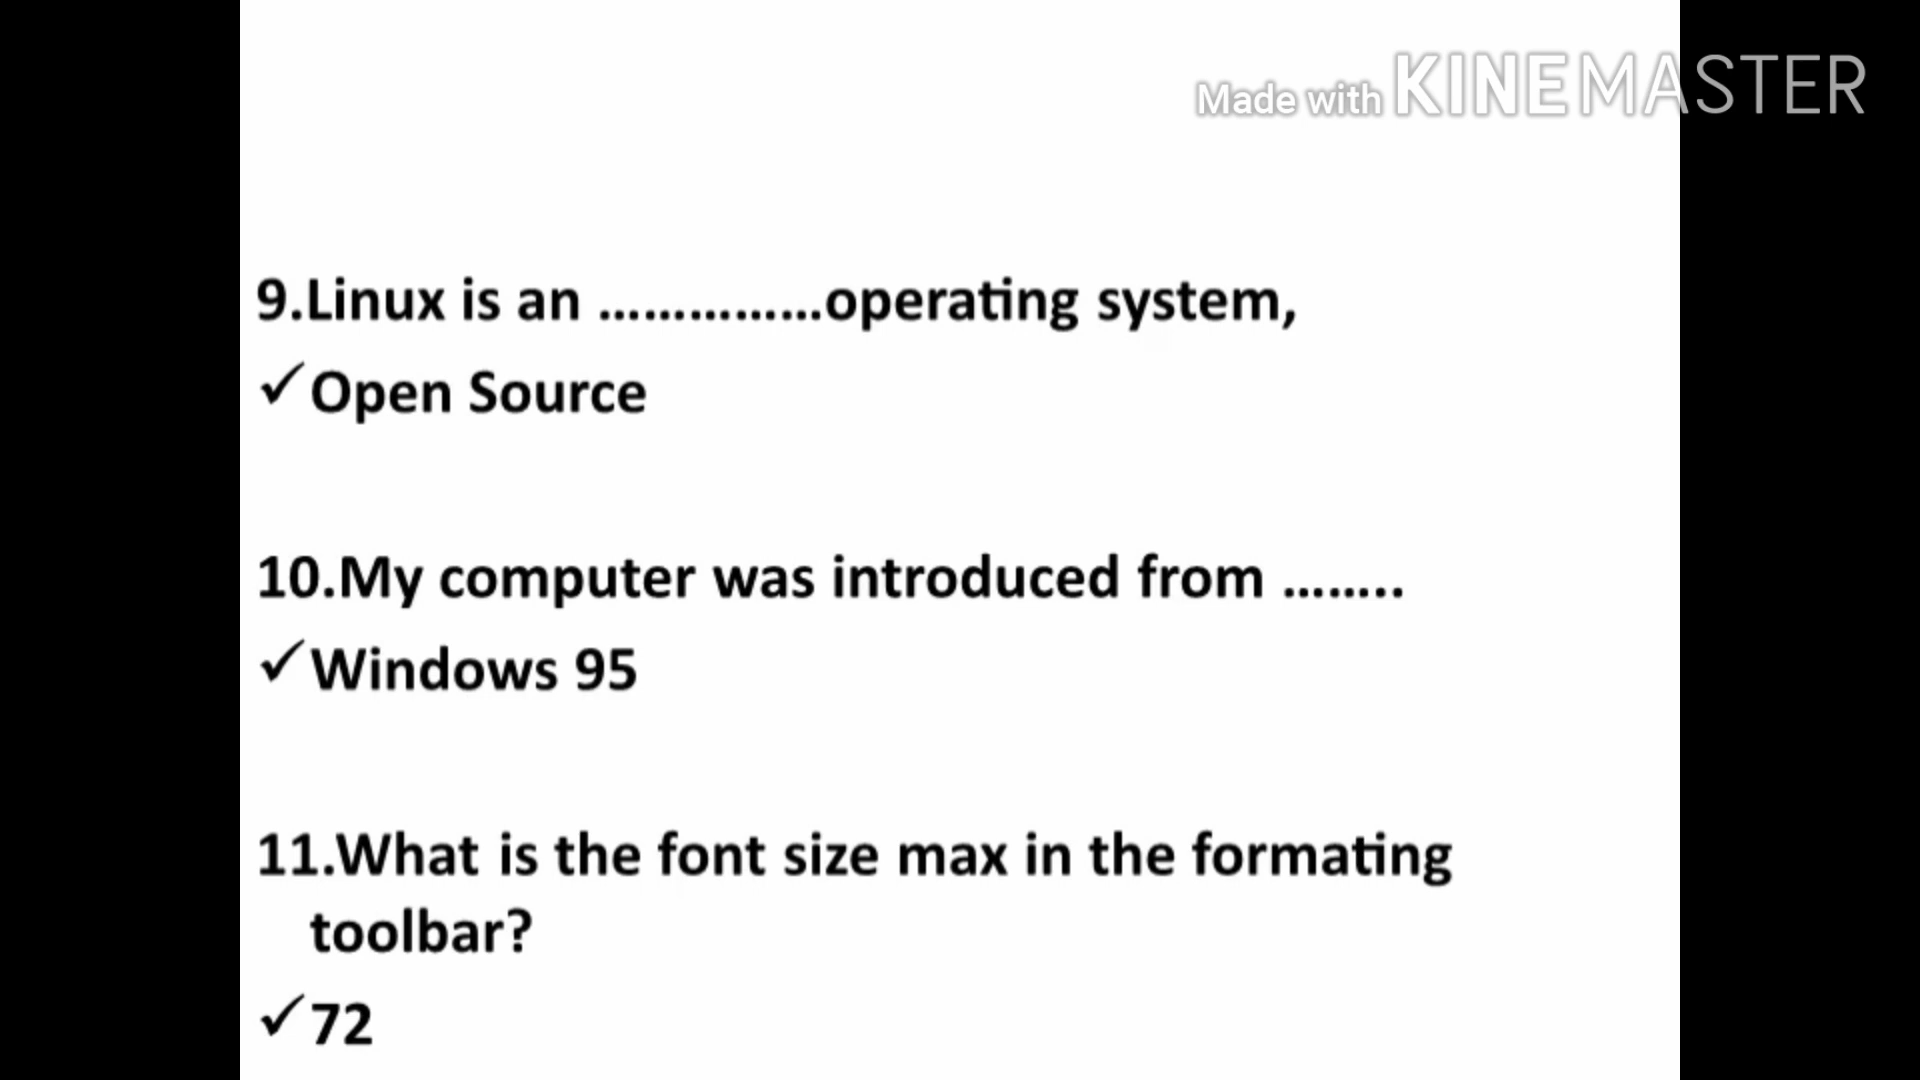 Made with KINEMASTER
9.Linux is an ……………operating system,
✓Open Source
10.My computer was introduced from ……..
✓Windows 95
11.What is the font size max in the formating
toolbar?
✓72